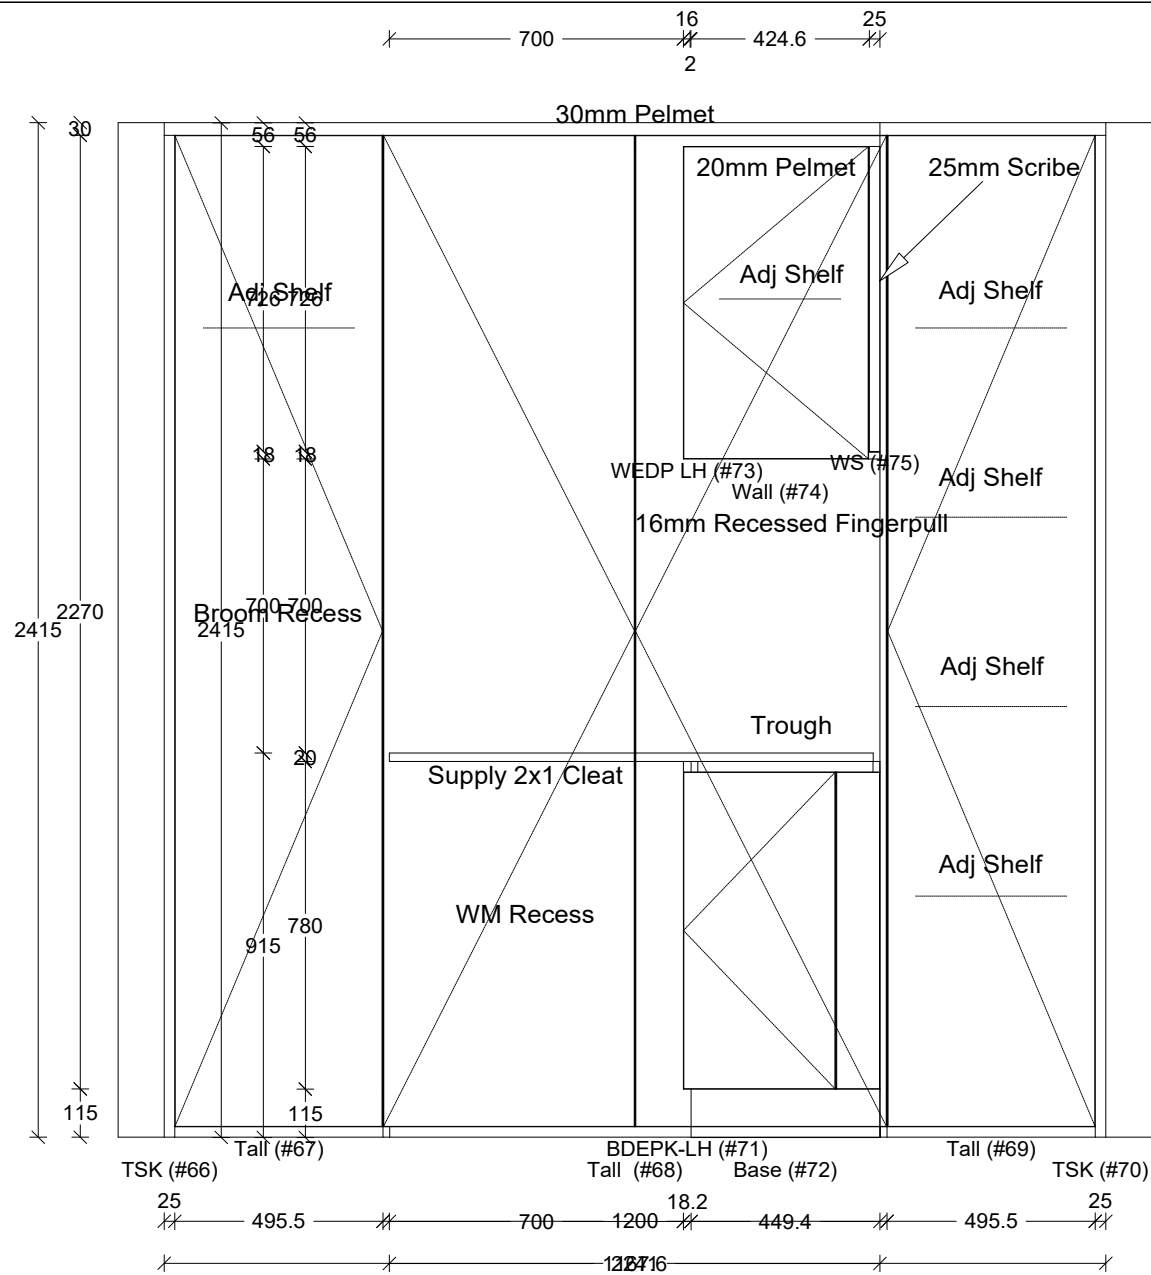 16 25
700 424.6
2
30mm Pelmet
30 56 56
20mm Pelmet 25mm Scribe
Adj Shelf 726 726 Adj Shelf Adj Shelf
18 18
WEDP LH (#73) WS (#75)
Wall (#74)
Adj Shelf
16mm Recessed Fingerpull
2415 2270 2415 Broom Recess 700 700
Adj Shelf
Trough
20
Supply 2x1 Cleat
Adj Shelf
WM Recess
915 780
115 115
Tall (#67) BDEPK-LH (#71) Tall (#69)
TSK (#66) Tall (#68) Base (#72) TSK (#70)
25 18.2 25
495.5 700 1200 449.4 495.5